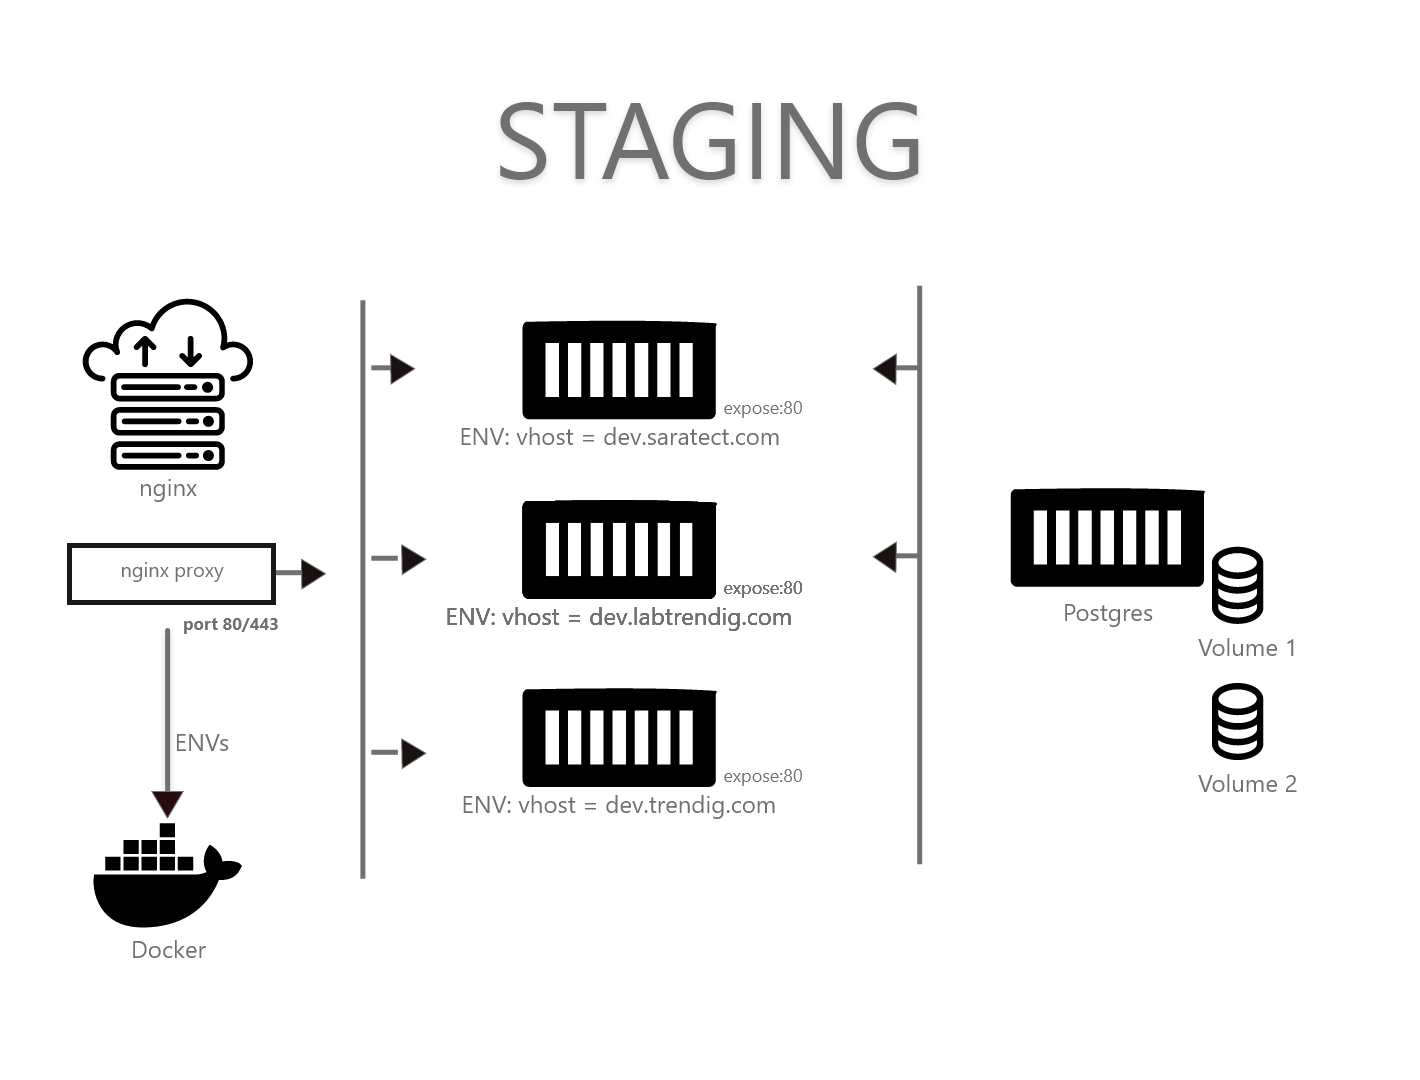 STAGING
nginx
nginx proxy
port 80/443
ENVs
Docker
expose:80
ENV: vhost = dev.saratect.com
expose:80
ENV: vhost = dev.labtrendig.com
expose:80
ENV: vhost = dev.trendig.com
Postgres
Volume 1
Volume 2